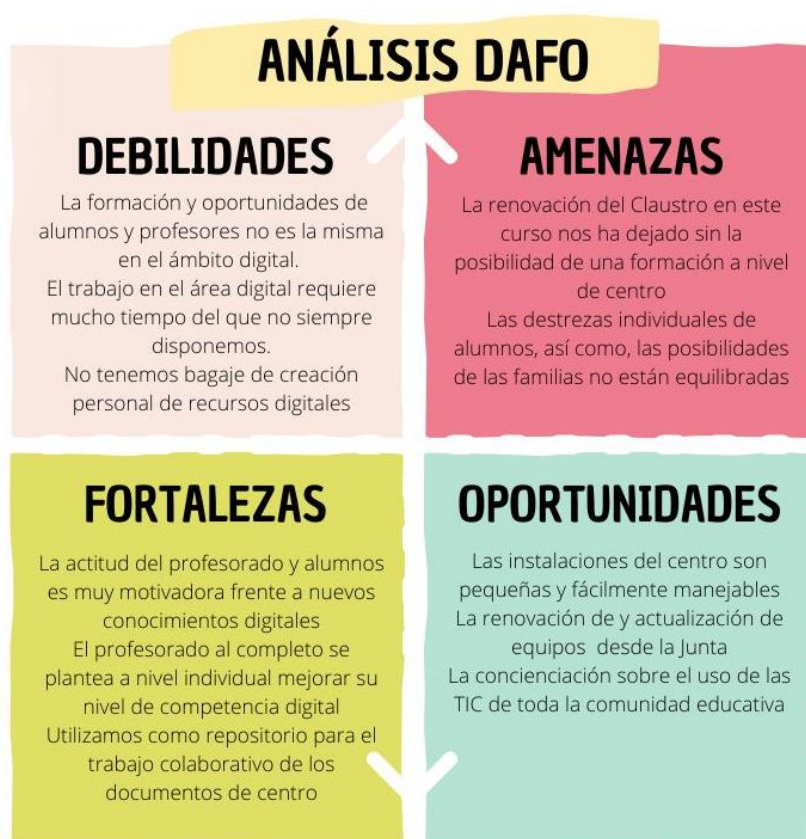 ANÁLISIS DAFO
DEBILIDADES
La formación y oportunidades de
alumnos y profesores no es la misma
en el ámbito digital.
El trabajo en el área digital requiere
mucho tiempo del que no siempre
disponemos.
No tenemos bagaje de creación
personal de recursos digitales
AMENAZAS
La renovación del Claustro en este
curso nos ha dejado sin la
posibilidad de una formación a nivel
de centro
Las destrezas individuales de
alumnos, así como, las posibilidades
de las familias no están equilibradas
FORTALEZAS
La actitud del profesorado y alumnos
es muy motivadora frente a nuevos
conocimientos digitales
El profesorado al completo se
plantea a nivel individual mejorar su
nivel de competencia digital
Utilizamos como repositorio para el
trabajo colaborativo de los
documentos de centro
OPORTUNIDADES
Las instalaciones del centro son
pequeñas y fácilmente manejables
La renovación de y actualización de
equipos desde la Junta
La concienciación sobre el uso de las
TIC de toda la comunidad educativa